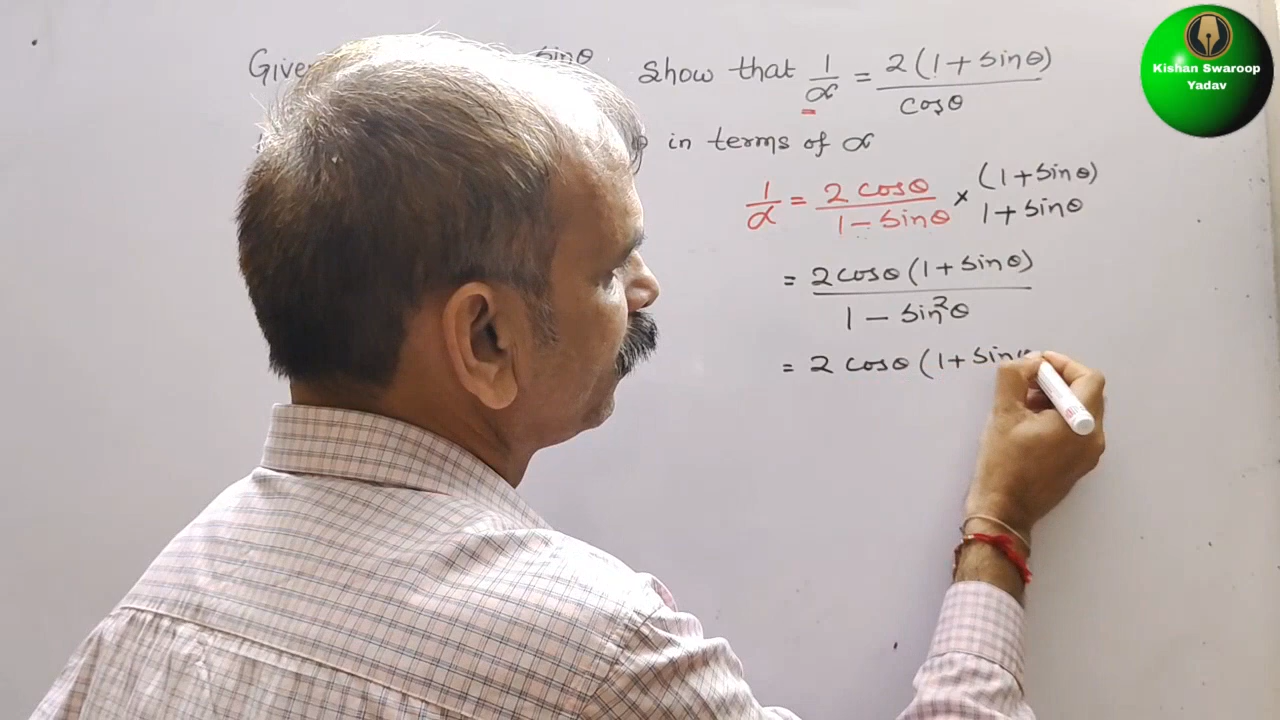 Given sinθ show that 1/α = 2(1+sinθ)/cosθ
in terms of α
1/α = 2cosθ/1-sinθ × (1+sinθ)/1+sinθ
= 2cosθ(1+sinθ)/1-sin²θ
= 2cosθ(1+sin
Kishan Swaroop
Yadav